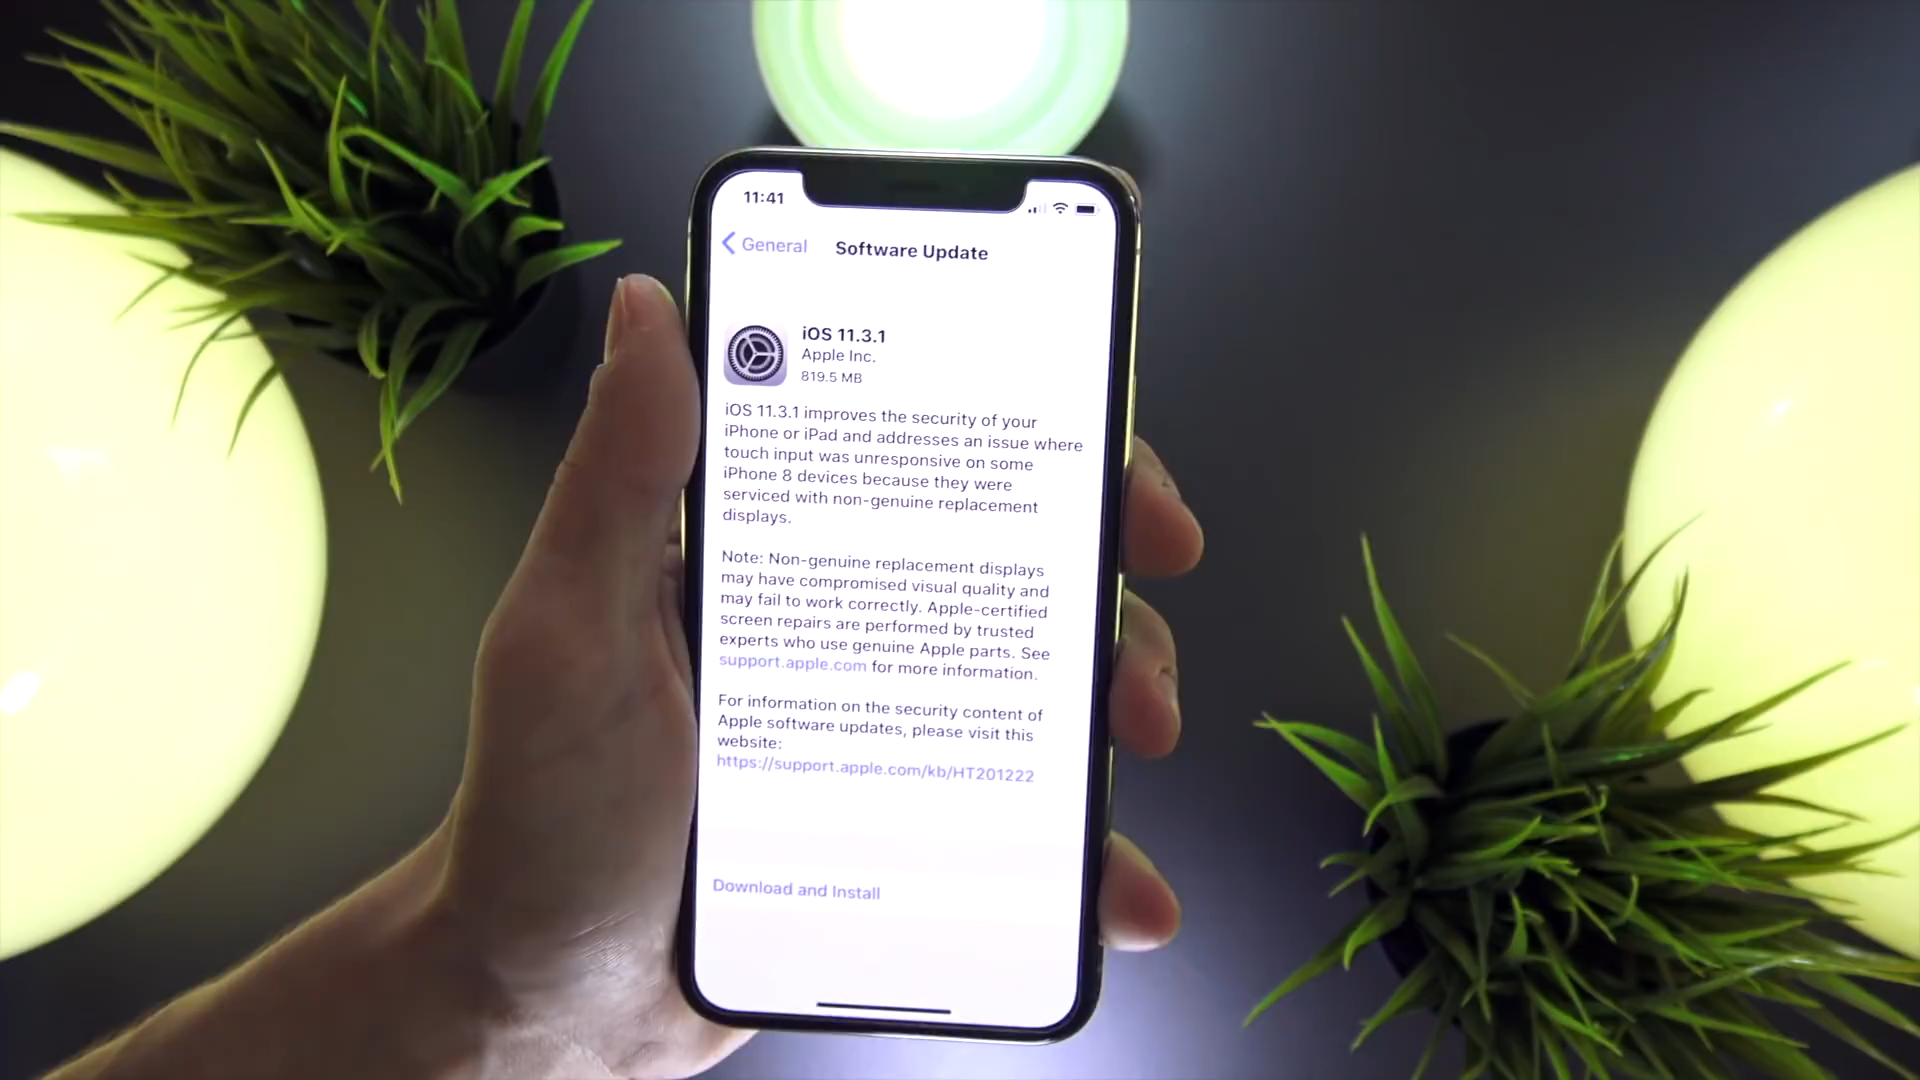 11:41
General
Software Update
iOS 11.3.1
Apple Inc.
819.5 MB
iOS 11.3.1 improves the security of your
iPhone or iPad and addresses an issue where
touch input was unresponsive on some
iPhone 8 devices because they were
serviced with non-genuine replacement
displays.
Note: Non-genuine replacement displays
may have compromised visual quality and
may fail to work correctly. Apple-certified
screen repairs are performed by trusted
experts who use genuine Apple parts. See
support.apple.com for more information.
For information on the security content of
Apple software updates, please visit this
website:
https://support.apple.com/kb/HT201222
Download and Install